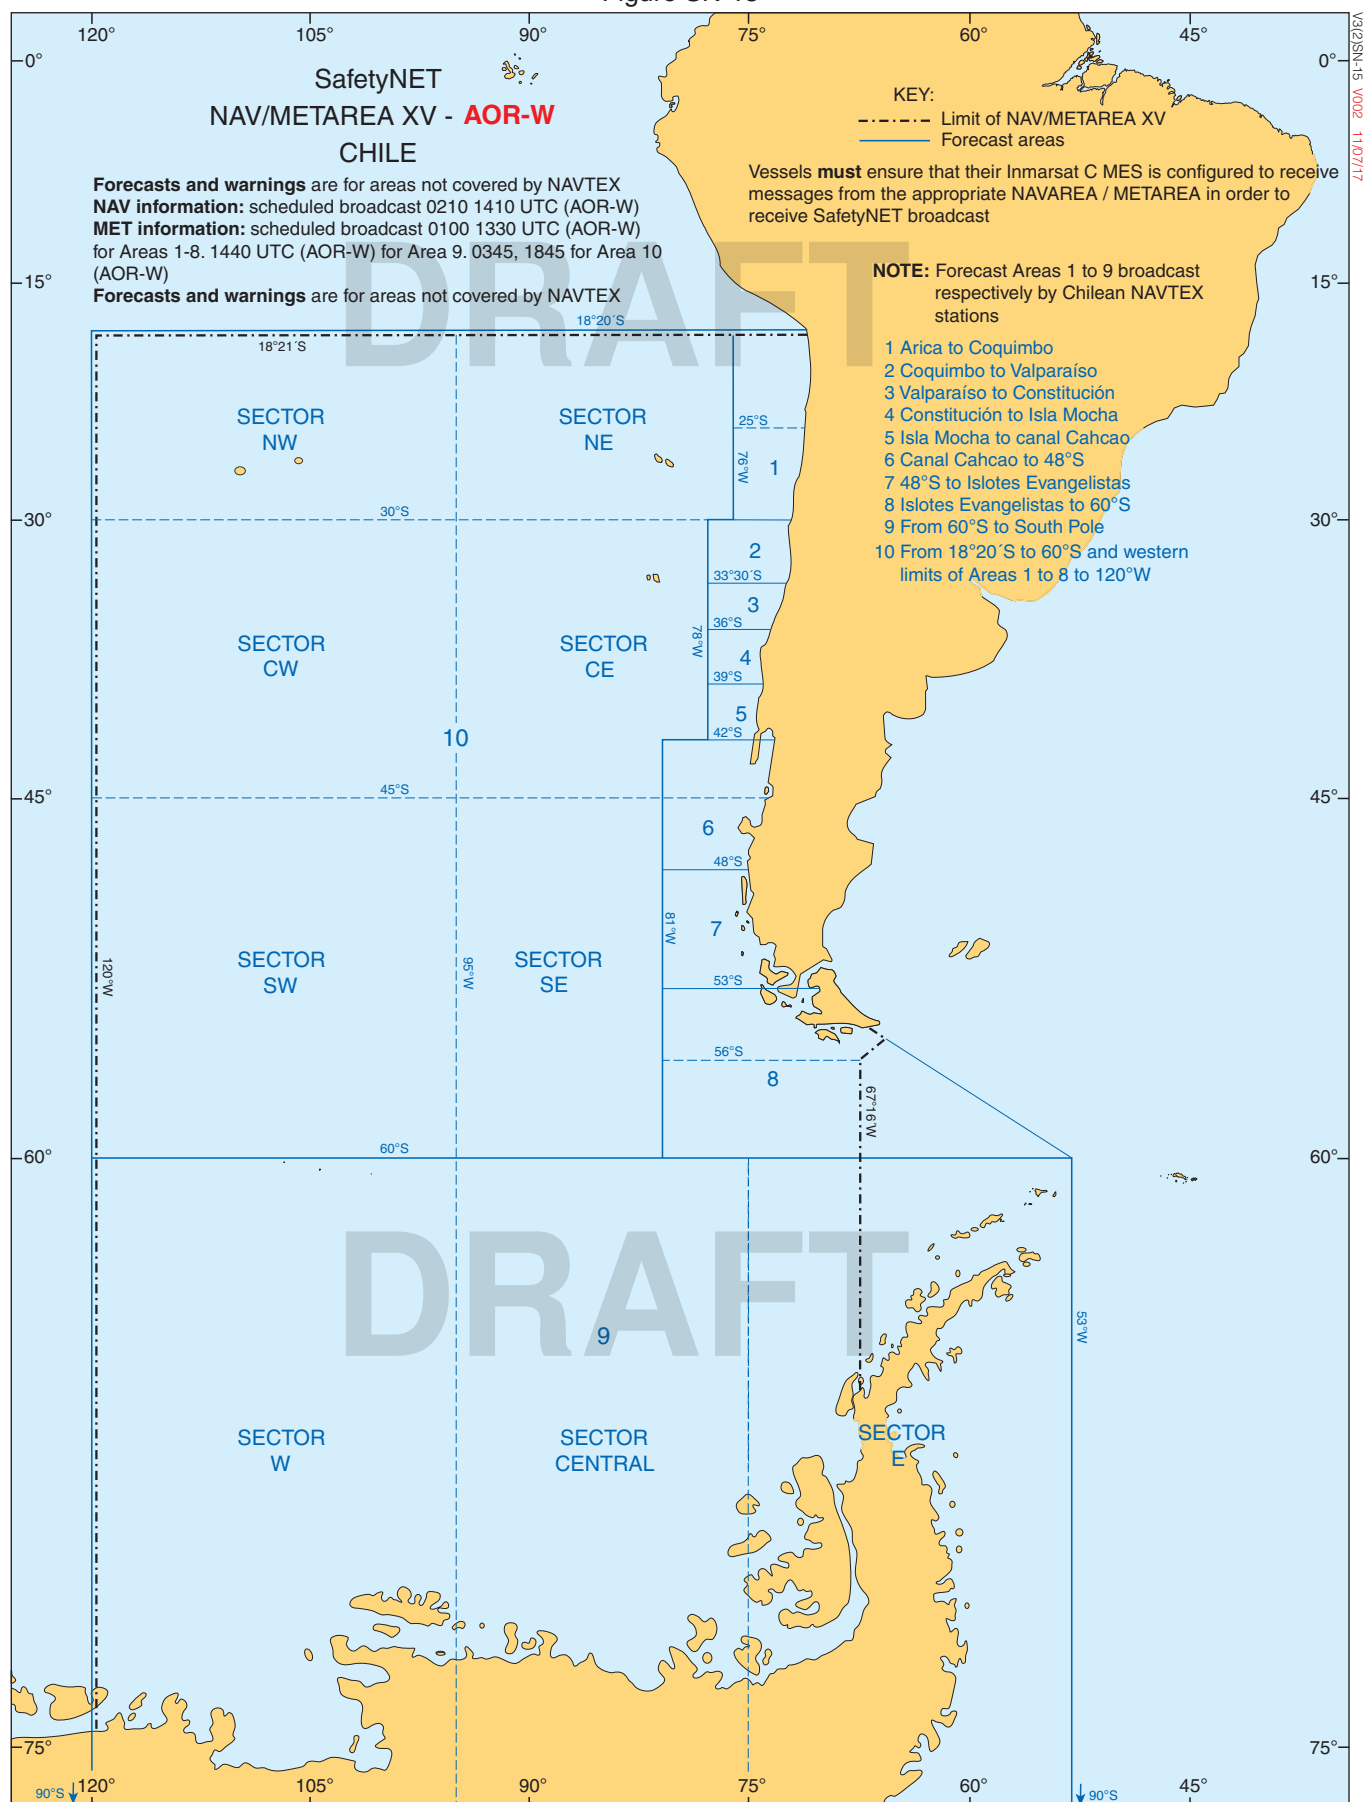 120°
105°
90°
75°
60°
45°
0°
0°
V3(2)SN-15 V002 11/07/17
SafetyNET
NAV/METAREA XV - AOR-W
CHILE
Forecasts and warnings are for areas not covered by NAVTEX
NAV information: scheduled broadcast 0210 1410 UTC (AOR-W)
MET information: scheduled broadcast 0100 1330 UTC (AOR-W)
for Areas 1-8. 1440 UTC (AOR-W) for Area 9. 0345, 1845 for Area 10
(AOR-W)
Forecasts and warnings are for areas not covered by NAVTEX
KEY:
Limit of NAV/METAREA XV
Forecast areas
Vessels must ensure that their Inmarsat C MES is configured to receive
messages from the appropriate NAVAREA / METAREA in order to
receive SafetyNET broadcast
NOTE: Forecast Areas 1 to 9 broadcast
respectively by Chilean NAVTEX
stations
1 Arica to Coquimbo
2 Coquimbo to Valparaíso
3 Valparaíso to Constitución
4 Constitución to Isla Mocha
5 Isla Mocha to canal Cahcao
6 Canal Cahcao to 48°S
7 48°S to Islotes Evangelistas
8 Islotes Evangelistas to 60°S
9 From 60°S to South Pole
10 From 18°20´S to 60°S and western
limits of Areas 1 to 8 to 120°W
DRAFT
15°
15°
18°20´S
18°21´S
SECTOR
NW
SECTOR
NE
25°S
76°W
1
30°
30°S
30°
2
33°30´S
3
36°S
78°W
SECTOR
CW
SECTOR
CE
4
39°S
5
42°S
10
45°
45°S
45°
6
48°S
81°W
7
SECTOR
SW
SECTOR
SE
120°W
95°W
53°S
56°S
8
67°16´W
60°
60°S
60°
DRAFT
9
53°W
SECTOR
W
SECTOR
CENTRAL
SECTOR
E
75°
75°
90°S
120°
105°
90°
75°
60°
90°S
45°